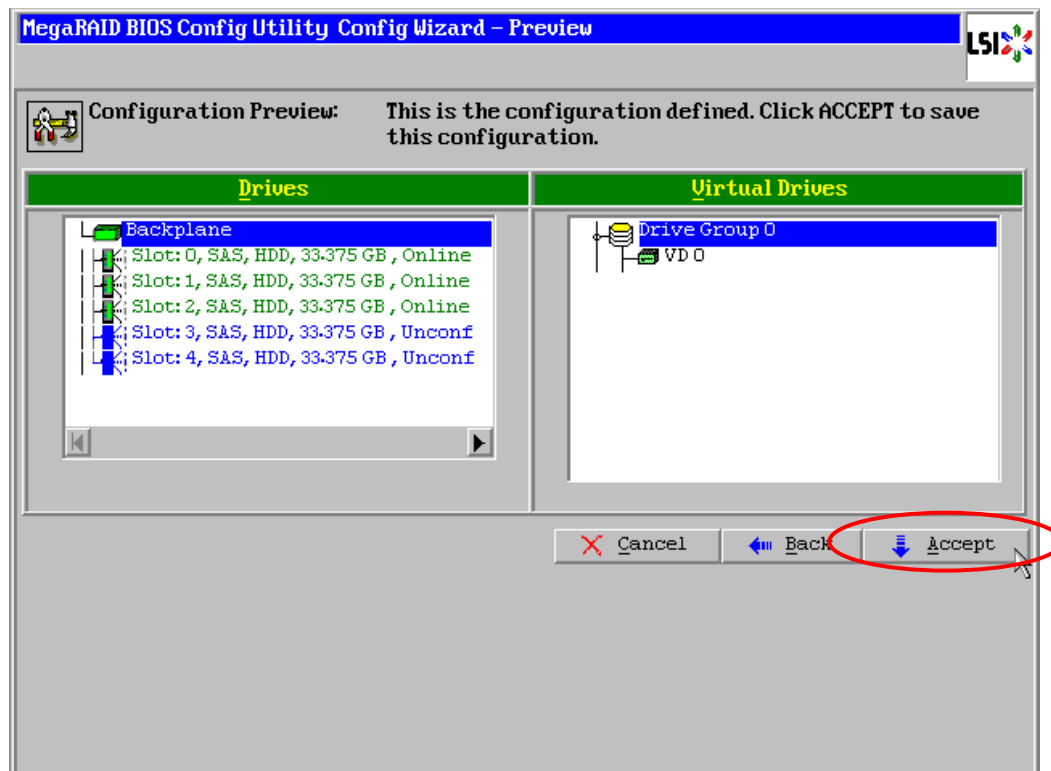 MegaRAID BIOS Config Utility Config Wizard – Preview
LSI
Configuration Preview: This is the configuration defined. Click ACCEPT to save
this configuration.
Drives
Backplane
Slot: 0, SAS, HDD, 33.375 GB , Online
Slot: 1, SAS, HDD, 33.375 GB , Online
Slot: 2, SAS, HDD, 33.375 GB , Online
Slot: 3, SAS, HDD, 33.375 GB , Unconf
Slot: 4, SAS, HDD, 33.375 GB , Unconf
Virtual Drives
Drive Group 0
VD 0
Cancel
Back
Accept